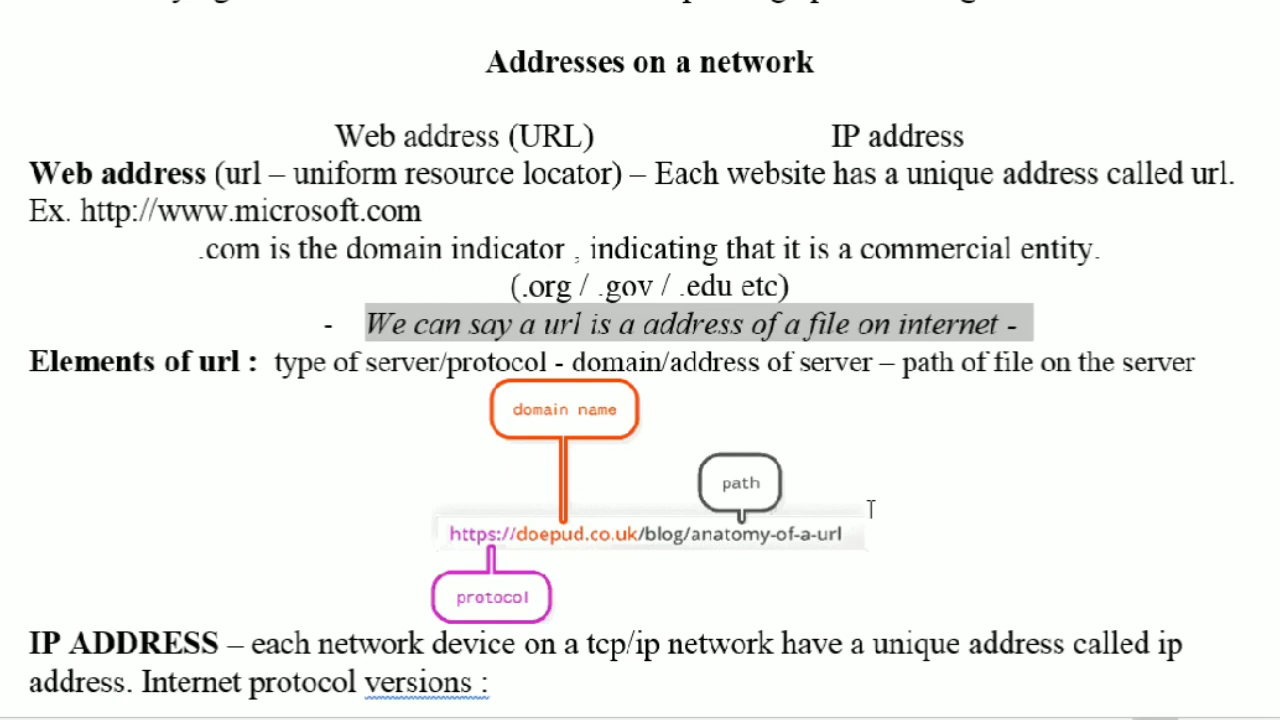 Addresses on a network
Web address (URL) IP address
Web address (url – uniform resource locator) – Each website has a unique address called url.
Ex. http://www.microsoft.com
.com is the domain indicator , indicating that it is a commercial entity.
(.org / .gov / .edu etc)
- We can say a url is a address of a file on internet -
Elements of url : type of server/protocol - domain/address of server – path of file on the server
domain name
path
https://doepud.co.uk/blog/anatomy-of-a-url
protocol
IP ADDRESS – each network device on a tcp/ip network have a unique address called ip
address. Internet protocol versions :